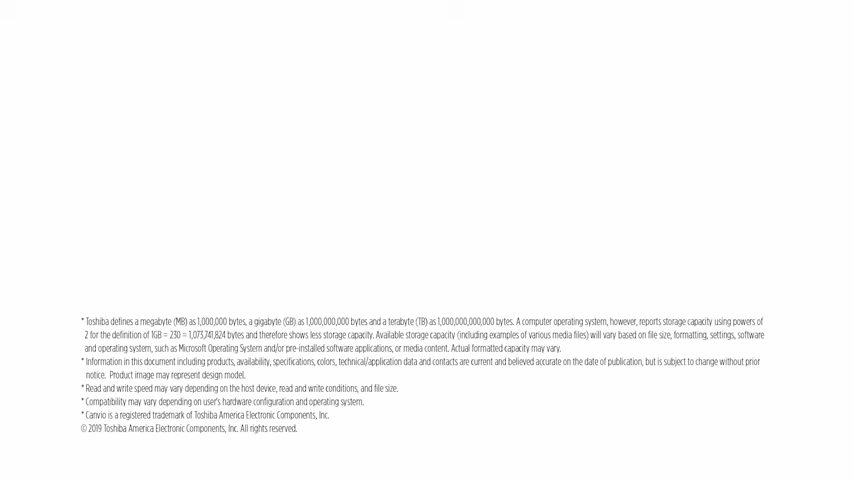 * Toshiba defines a megabyte (MB) as 1,000,000 bytes, a gigabyte (GB) as 1,000,000,000 bytes and a terabyte (TB) as 1,000,000,000,000 bytes. A computer operating system, however, reports storage capacity using powers of
2 for the definition of 1GB = 230 = 1,073,741,824 bytes and therefore shows less storage capacity. Available storage capacity (including examples of various media files) will vary based on file size, formatting, settings, software
and operating system, such as Microsoft Operating System and/or pre-installed software applications, or media content. Actual formatted capacity may vary.
* Information in this document including products, availability, specifications, colors, technical/application data and contacts are current and believed accurate on the date of publication, but is subject to change without prior
notice. Product image may represent design model.
* Read and write speed may vary depending on the host device, read and write conditions, and file size.
* Compatibility may vary depending on user's hardware configuration and operating system.
* Canvio is a registered trademark of Toshiba America Electronic Components, Inc.
© 2019 Toshiba America Electronic Components, Inc. All rights reserved.